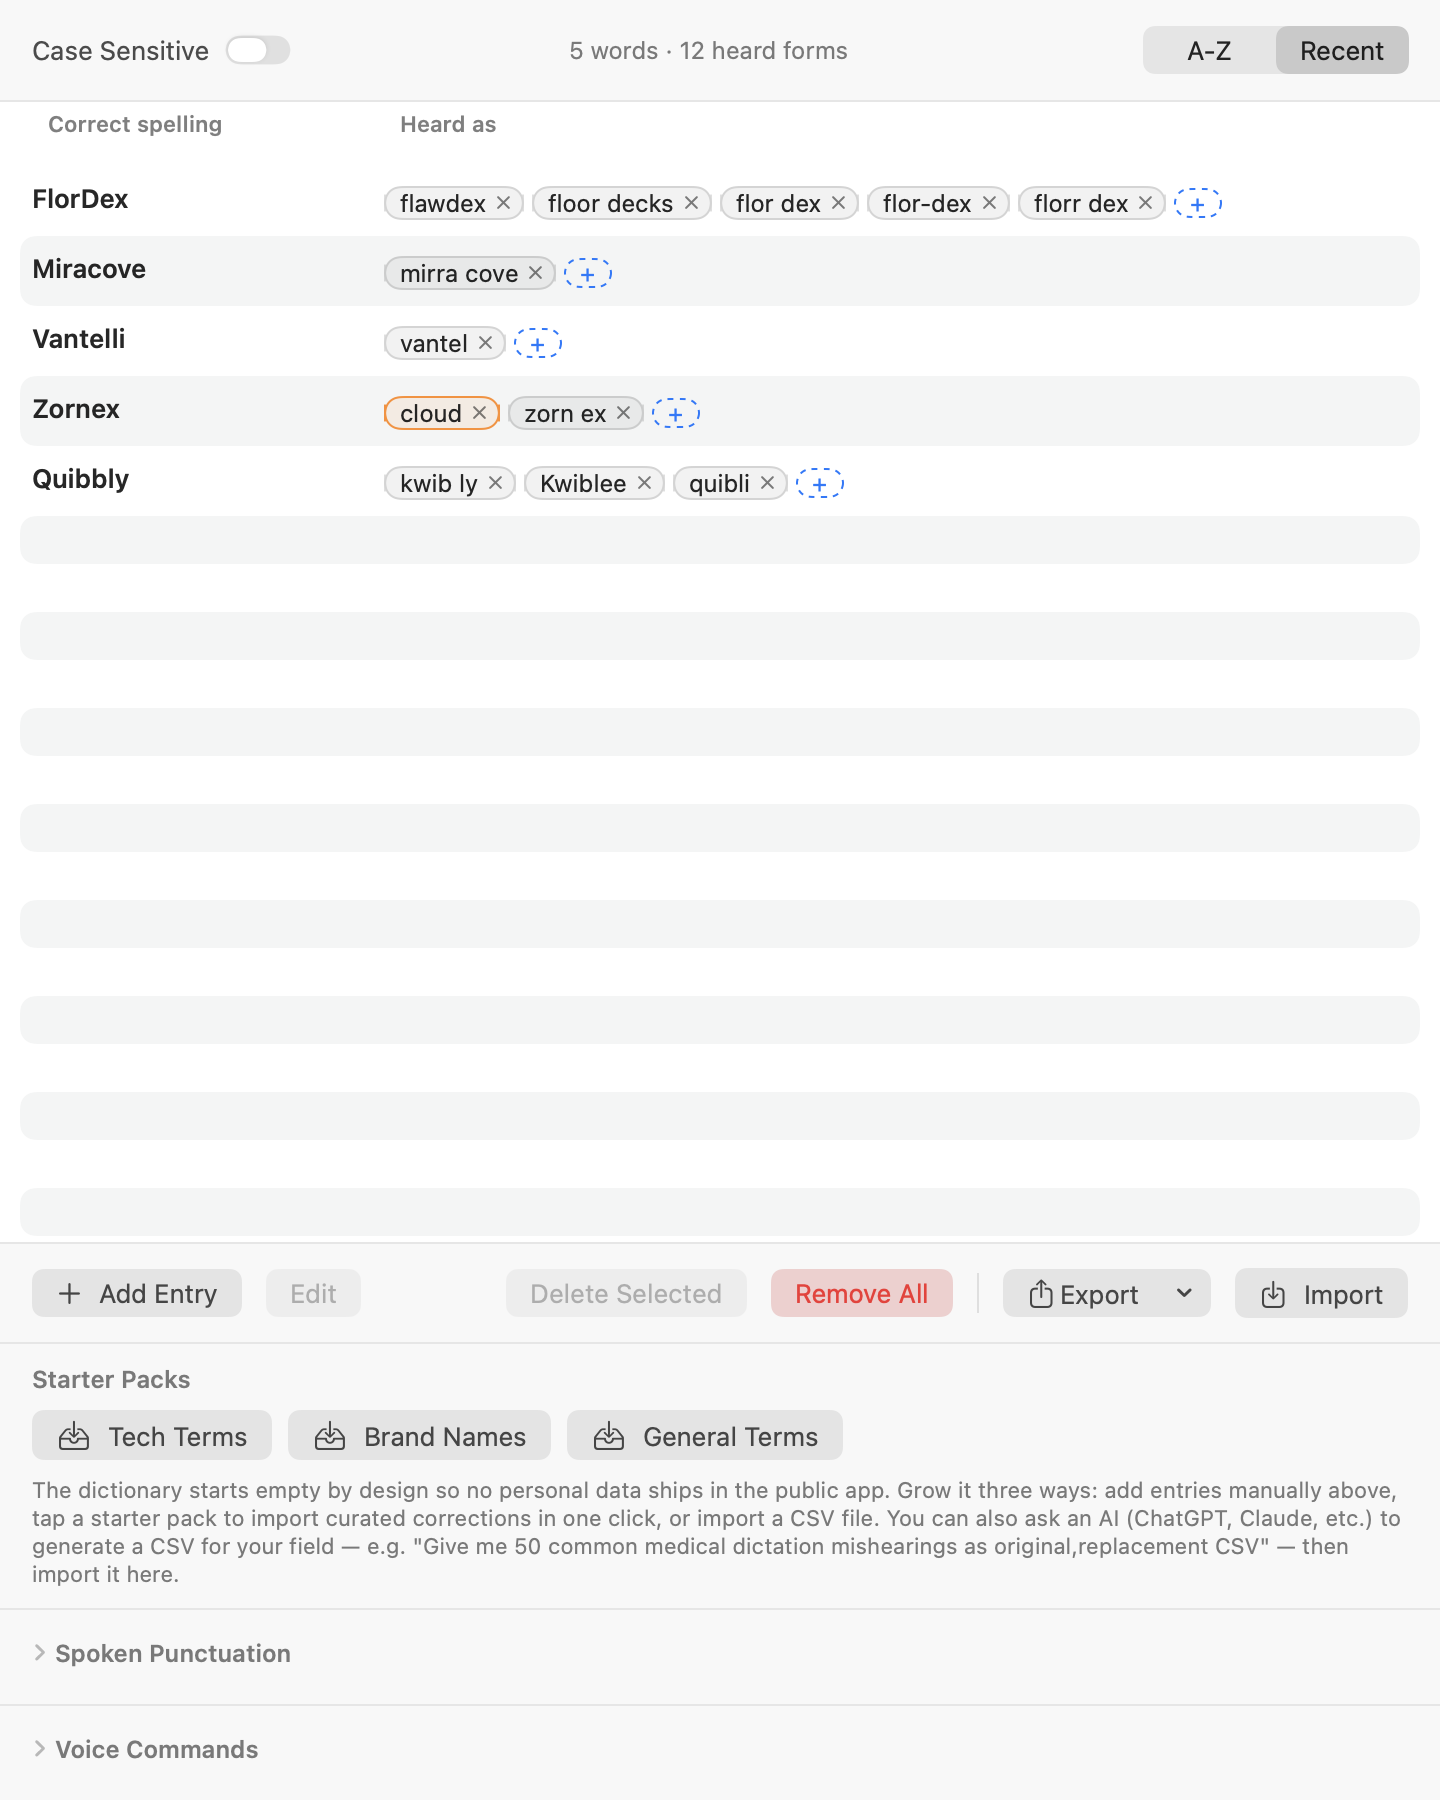 Case Sensitive 5 words · 12 heard forms A-Z Recent
Correct spelling Heard as
FlorDex flawdex × floor decks × flor dex × flor-dex × florr dex × +
Miracove mirra cove × +
Vantelli vantel × +
Zornex cloud × zorn ex × +
Quibbly kwib ly × Kwiblee × quibli × +
+ Add Entry Edit Delete Selected Remove All Export Import
Starter Packs
Tech Terms Brand Names General Terms
The dictionary starts empty by design so no personal data ships in the public app. Grow it three ways: add entries manually above,
tap a starter pack to import curated corrections in one click, or import a CSV file. You can also ask an AI (ChatGPT, Claude, etc.) to
generate a CSV for your field — e.g. "Give me 50 common medical dictation mishearings as original,replacement CSV" — then
import it here.
Spoken Punctuation
Voice Commands